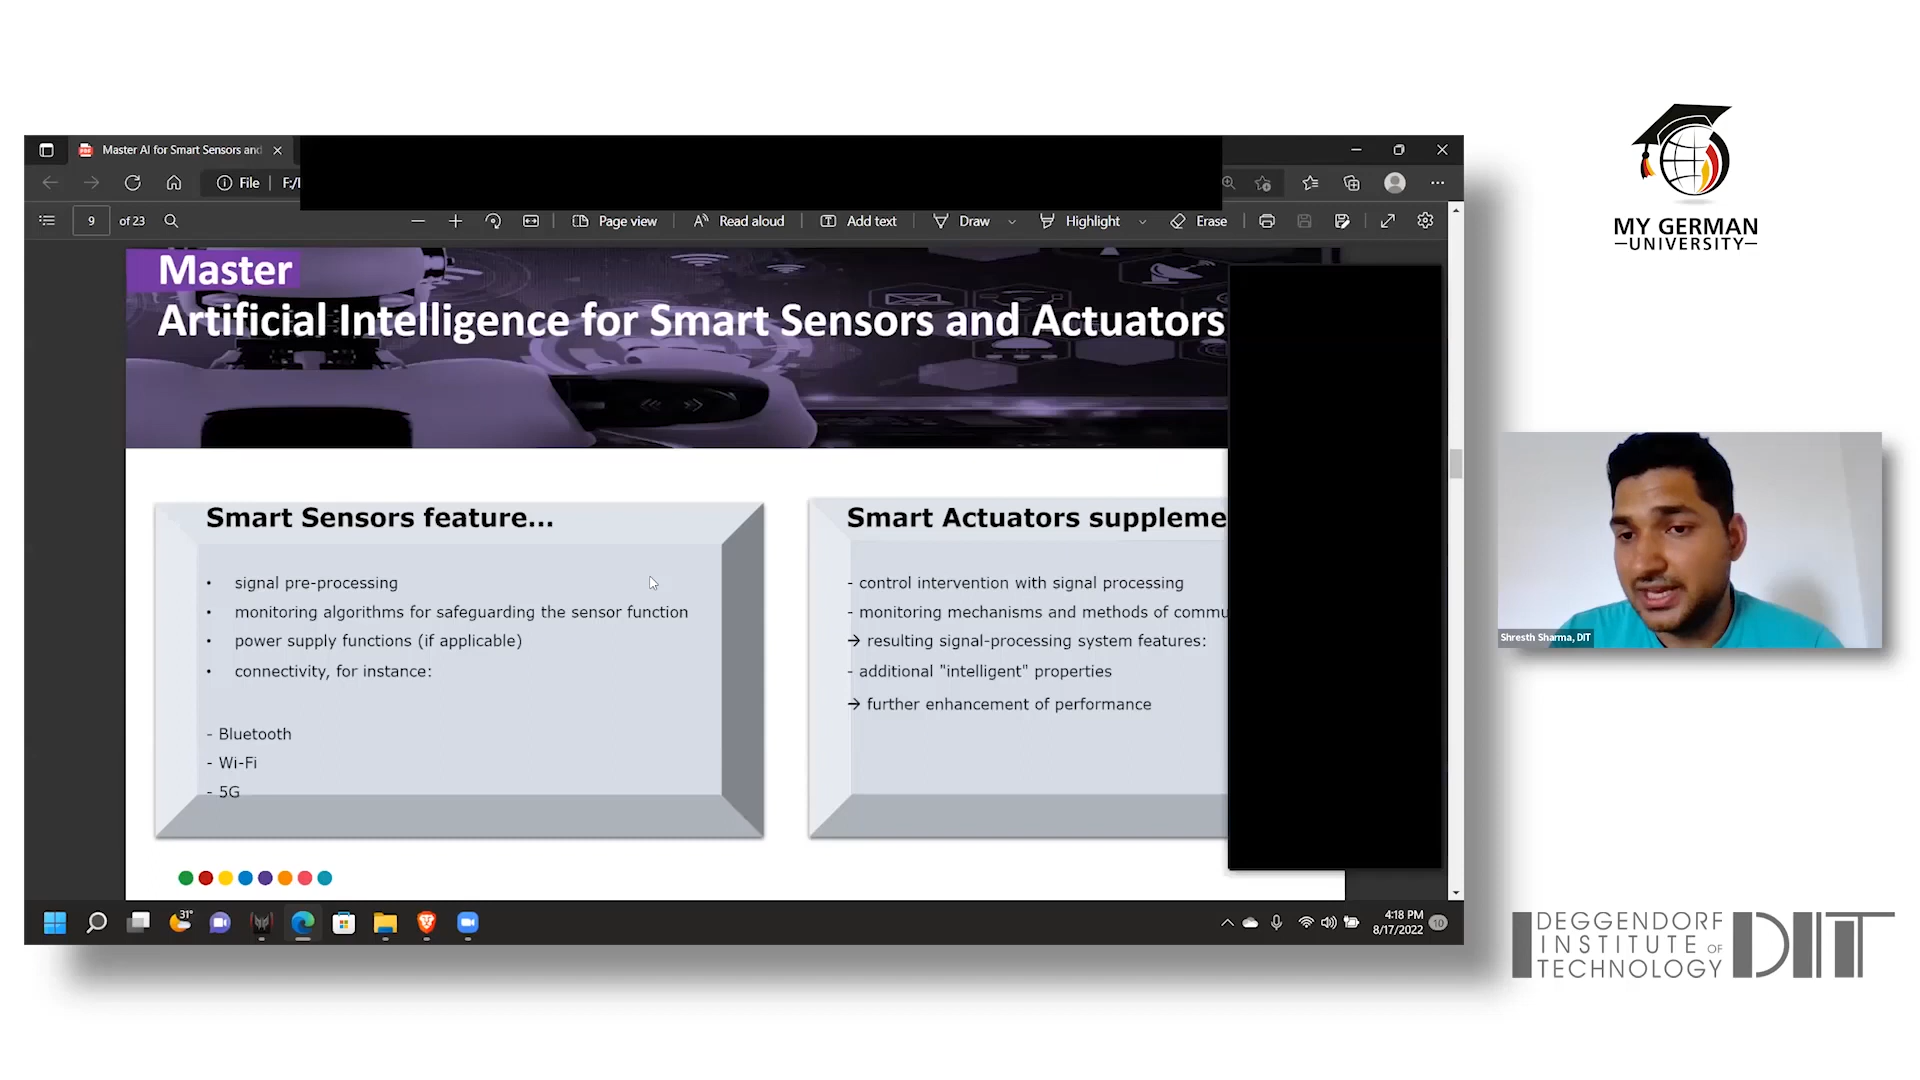 Master AI for Smart Sensors and
File
F:/
9 of 23
Page view
Read aloud
Add text
Draw
Highlight
Erase
Master
Artificial Intelligence for Smart Sensors and Actuators
Smart Sensors feature...
• signal pre-processing
• monitoring algorithms for safeguarding the sensor function
• power supply functions (if applicable)
• connectivity, for instance:
- Bluetooth
- Wi-Fi
- 5G
Smart Actuators suppleme
- control intervention with signal processing
- monitoring mechanisms and methods of commu
→ resulting signal-processing system features:
- additional "intelligent" properties
→ further enhancement of performance
31°
4:18 PM
8/17/2022
10
MY GERMAN
UNIVERSITY
Shresth Sharma, DIT
DEGGENDORF
INSTITUTE OF
TECHNOLOGY
DIT